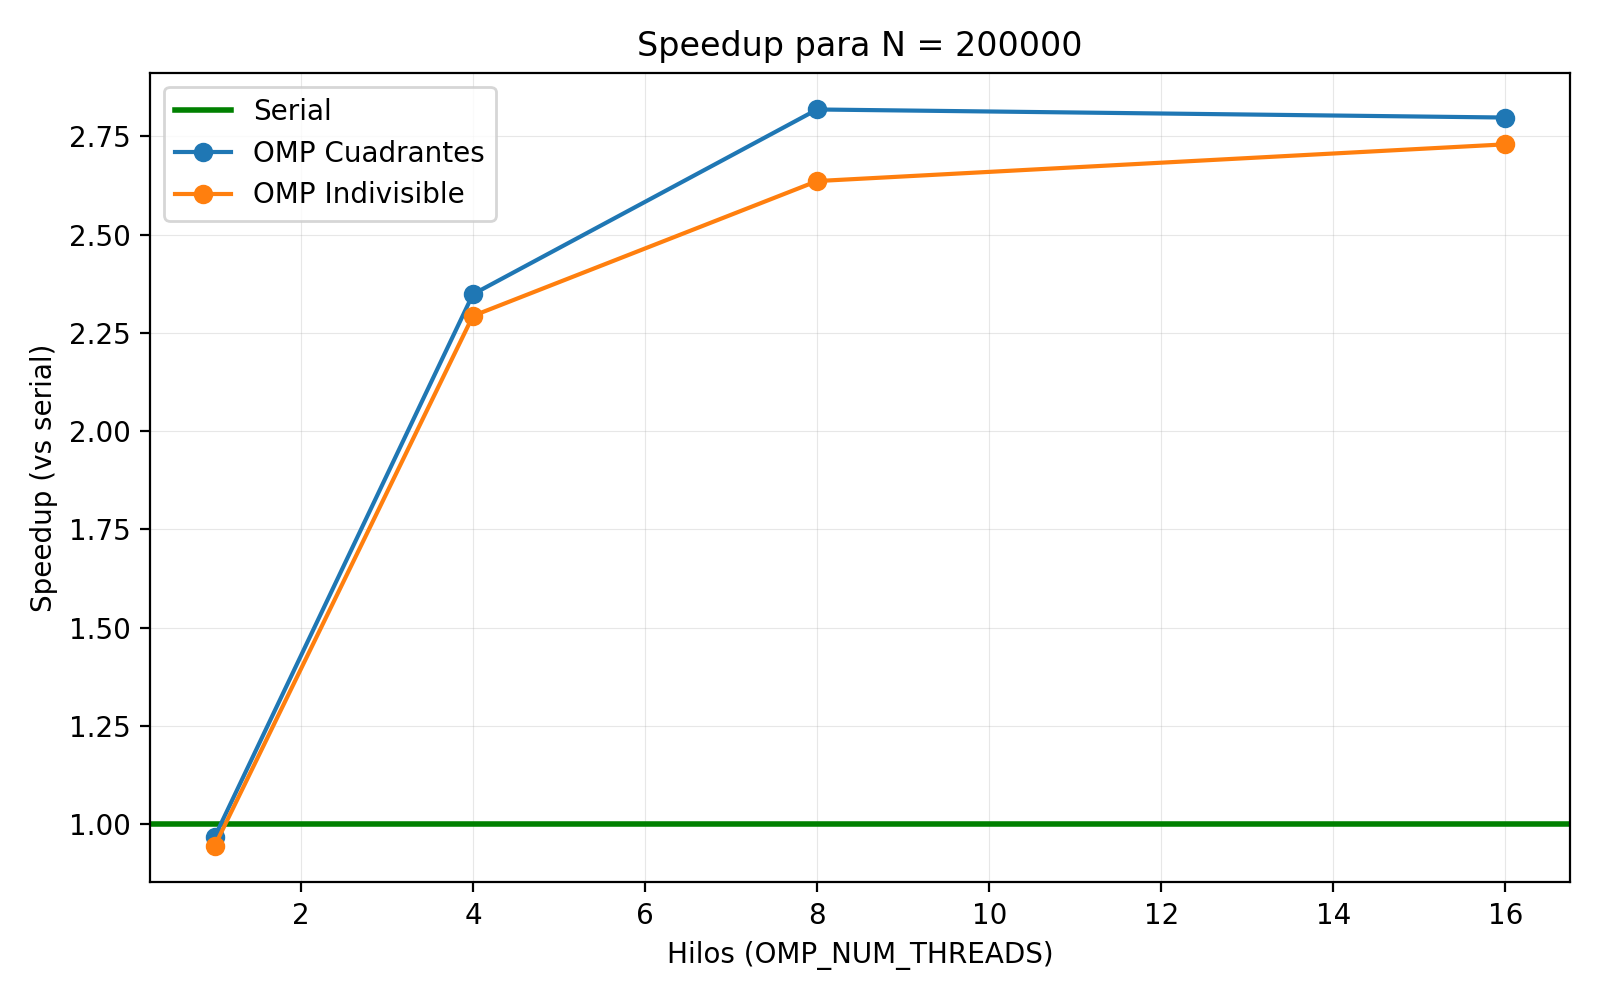 Speedup para N = 200000
Serial
OMP Cuadrantes
OMP Indivisible
Speedup (vs serial)
2.75
2.50
2.25
2.00
1.75
1.50
1.25
1.00
2 4 6 8 10 12 14 16
Hilos (OMP_NUM_THREADS)